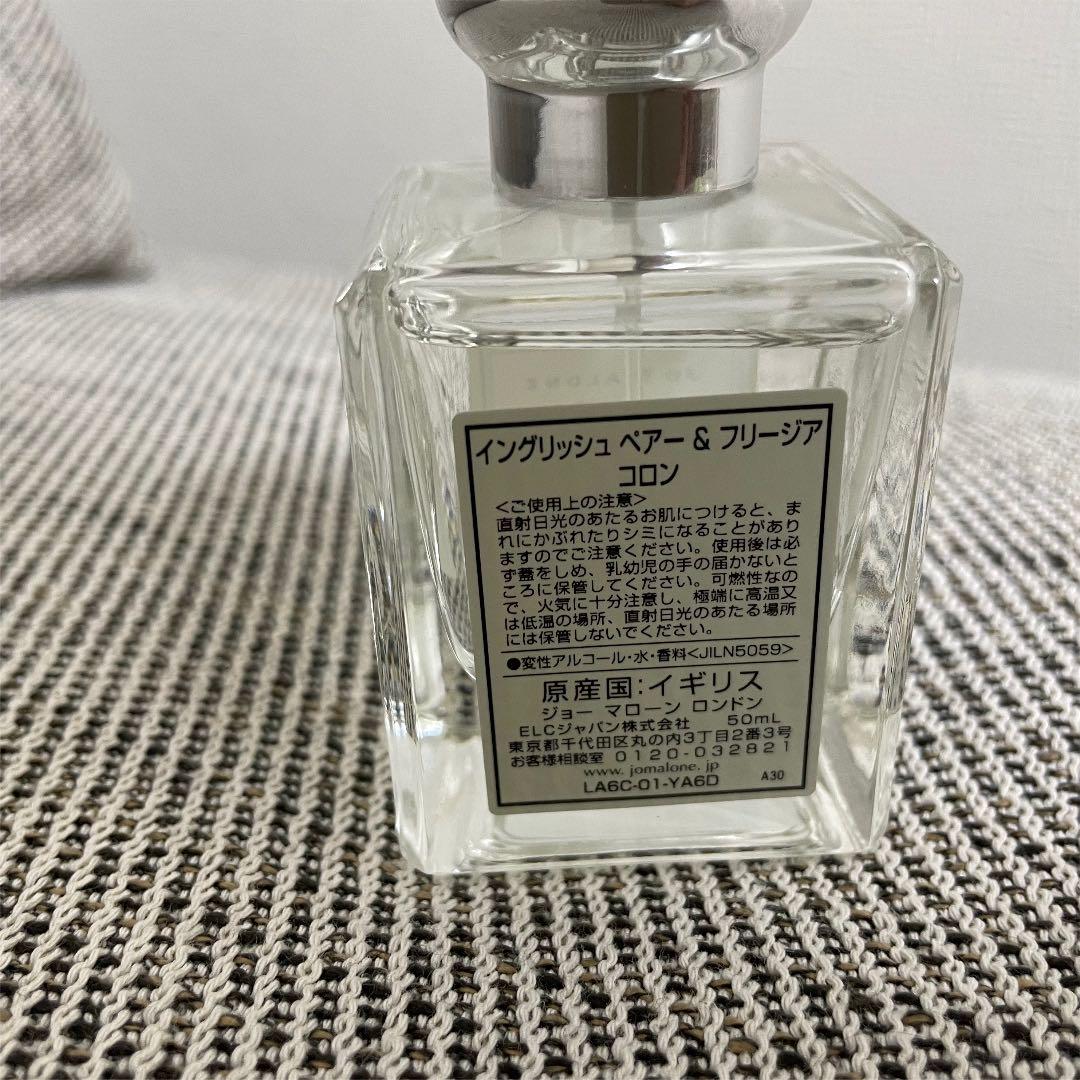 イングリッシュ ペアー & フリージア
コロン
<ご使用上の注意>
直射日光のあたるお肌につけると、ま
れにかぶれたりシミになることがあり
ますのでご注意ください。使用後は必
ず蓋をしめ、乳幼児の手の届かないと
ころに保管してください。可燃性なの
で、火気に十分注意し、極端に高温又
は低温の場所、直射日光のあたる場所
には保管しないでください。
●変性アルコール・水・香料<JILN5059>
原産国:イギリス
ジョー マローン ロンドン
ELCジャパン株式会社 50mL
東京都千代田区丸の内3丁目2番3号
お客様相談室 0120-032821
www. jomalone. jp
LA6C-01-YA6D A30